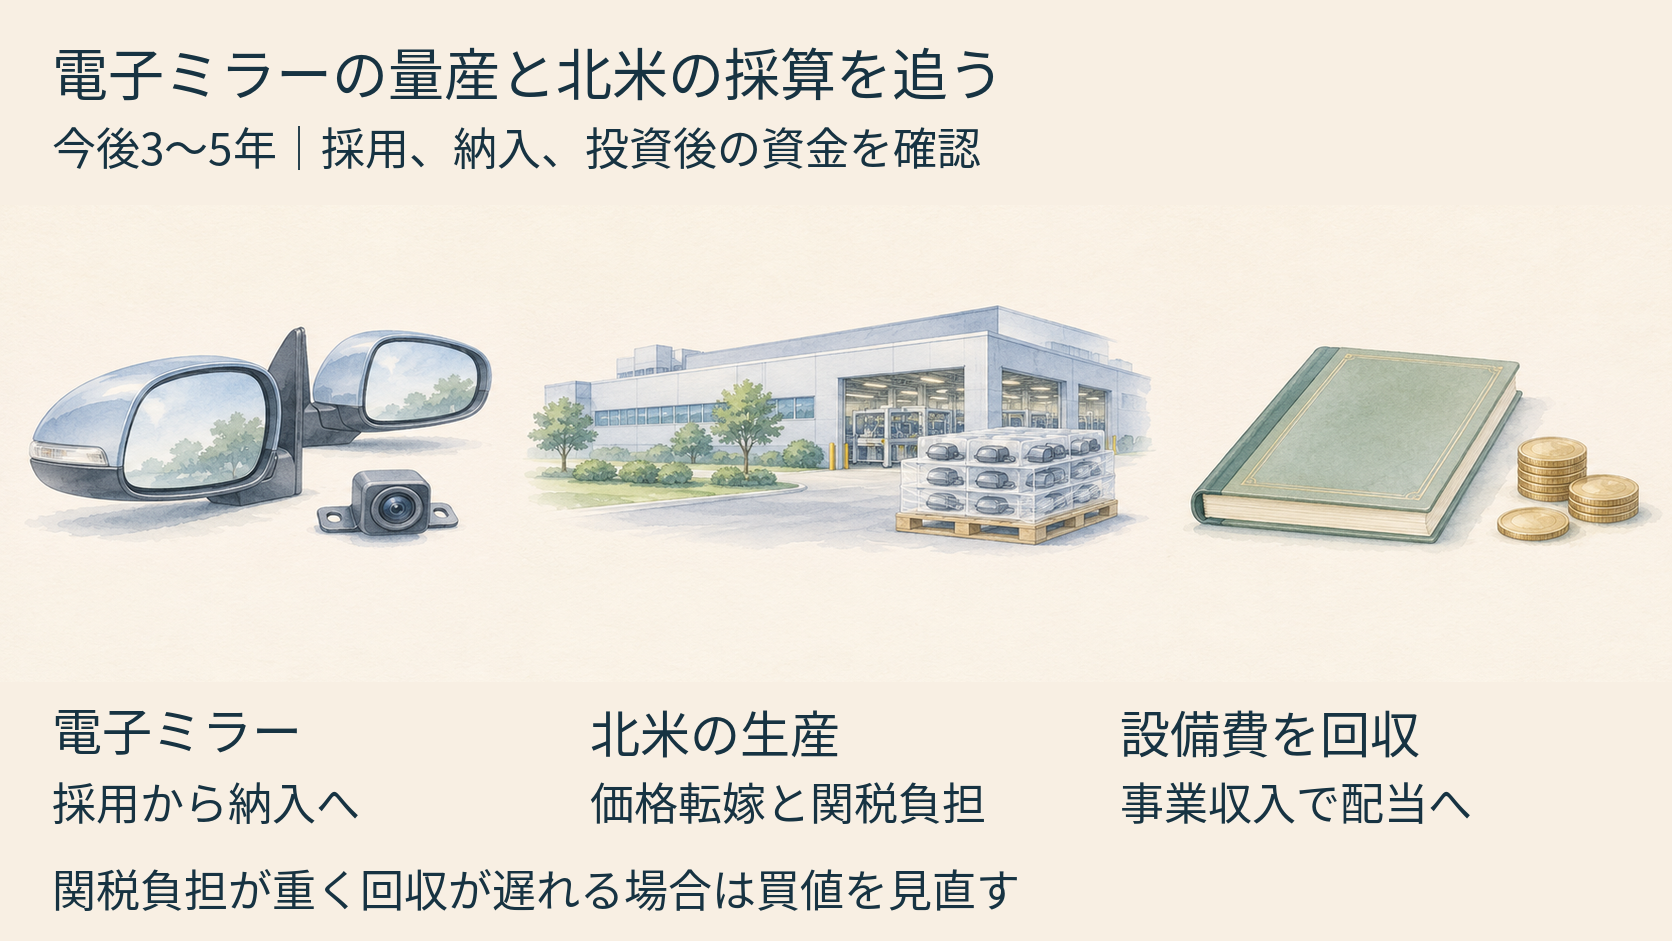 電子ミラーの量産と北米の採算を追う
今後3〜5年｜採用、納入、投資後の資金を確認
電子ミラー
採用から納入へ
北米の生産
価格転嫁と関税負担
設備費を回収
事業収入で配当へ
関税負担が重く回収が遅れる場合は買値を見直す